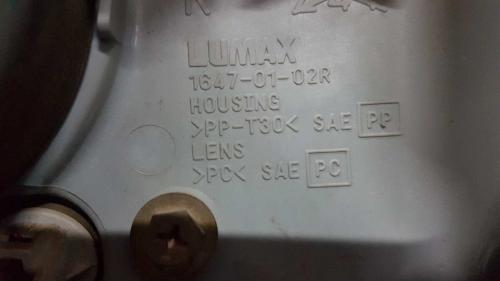 LUMAX
1647-01-02R
HOUSING
>PP-T30< SAE PP
LENS
>PC< SAE PC